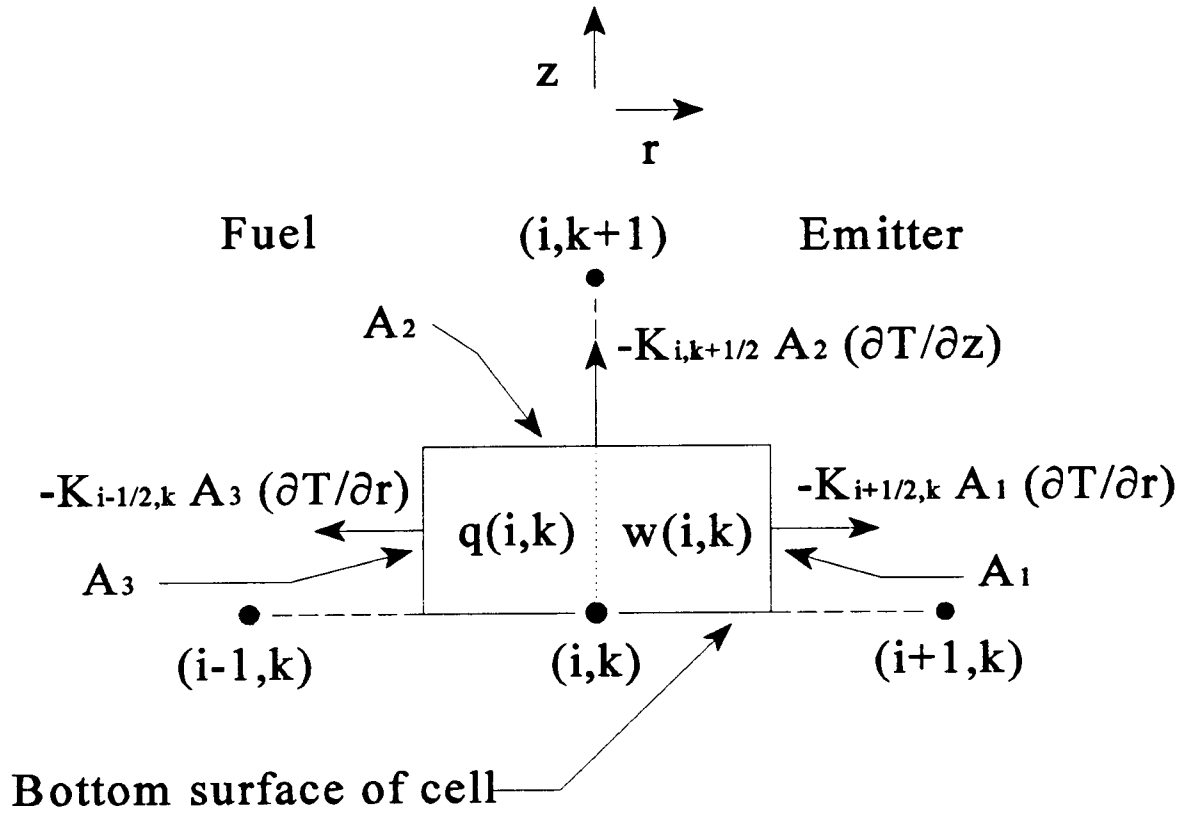 z
r
Fuel
(i,k+1)
Emitter
A2
-Ki,k+1/2 A2 (∂T/∂z)
-Ki-1/2,k A3 (∂T/∂r)
-Ki+1/2,k A1 (∂T/∂r)
q(i,k)
w(i,k)
A3
A1
(i-1,k)
(i,k)
(i+1,k)
Bottom surface of cell